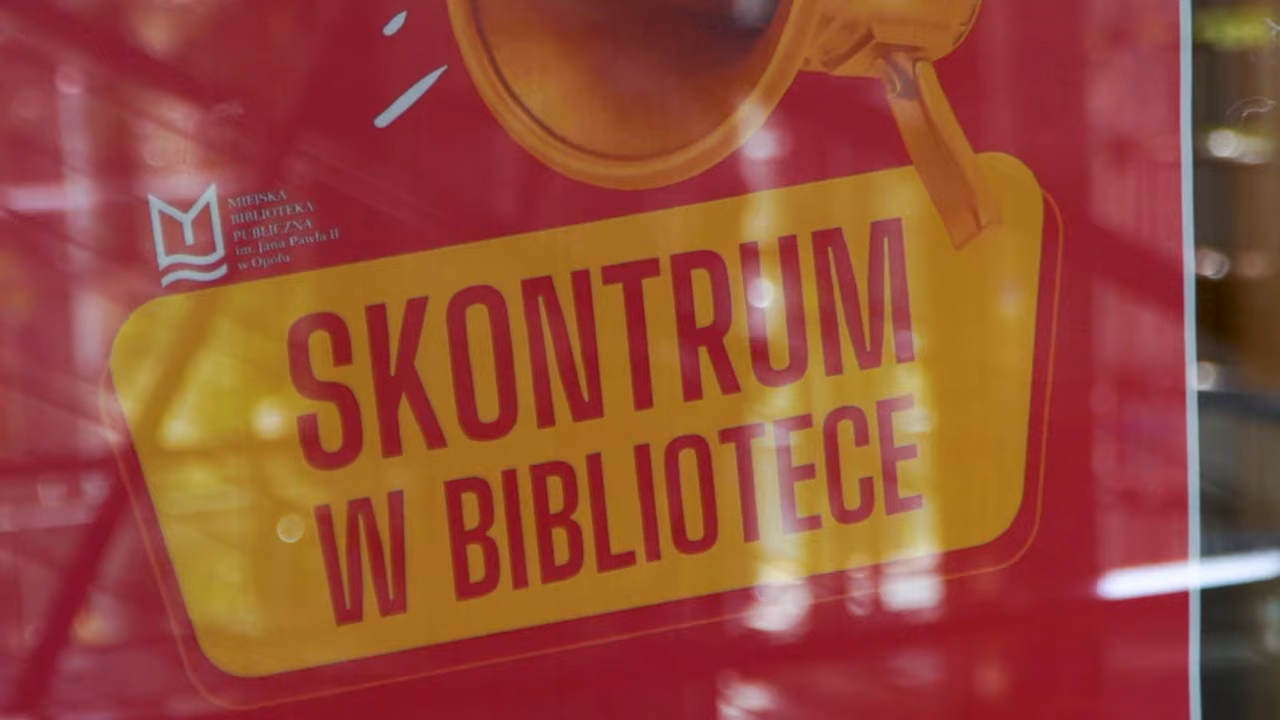 MIEJSKA
BIBLIOTEKA
PUBLICZNA
im. Jana Pawła II
w Opolu
SKONTRUM
W BIBLIOTECE